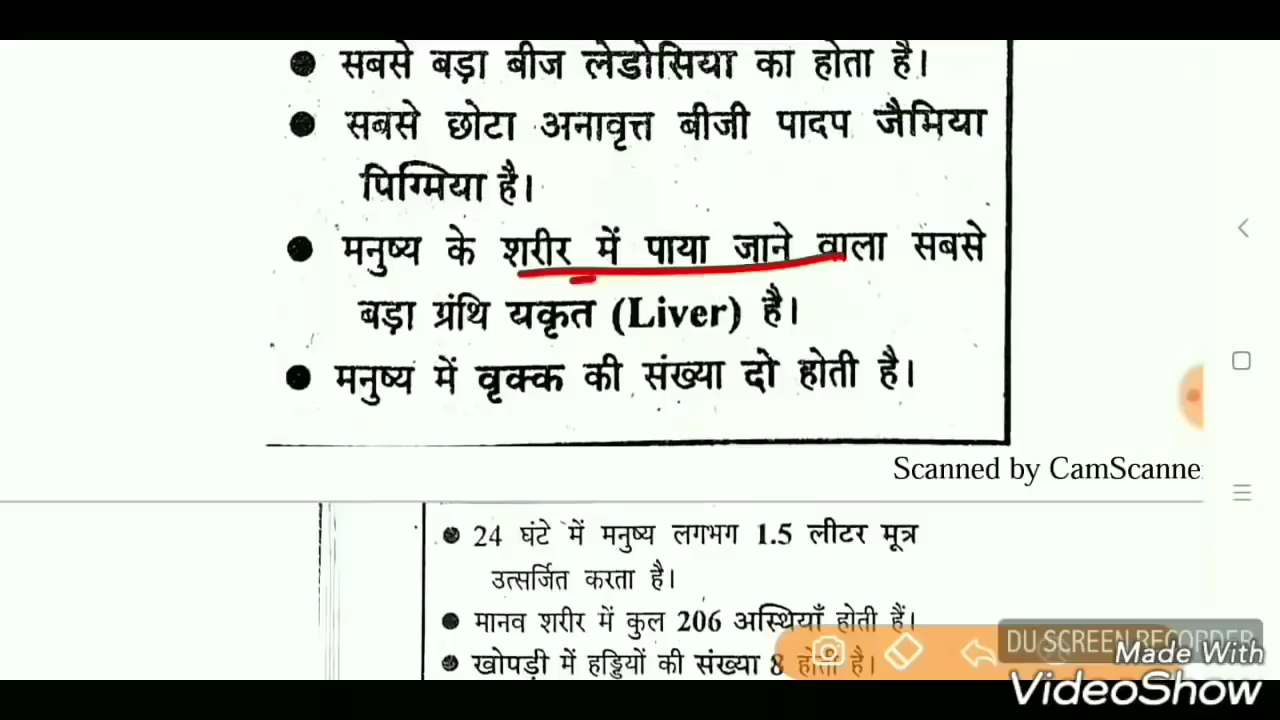 ● सबसे बड़ा बीज लेडोसिया का होता है।
● सबसे छोटा अनावृत्त बीजी पादप जैमिया
पिग्मिया है।
● मनुष्य के शरीर में पाया जाने वाला सबसे
बड़ा ग्रंथि यकृत (Liver) है।
● मनुष्य में वृक्क की संख्या दो होती है।
Scanned by CamScanne
● 24 घंटे में मनुष्य लगभग 1.5 लीटर मूत्र
उत्सर्जित करता है।
● मानव शरीर में कुल 206 अस्थियाँ होती हैं।
● खोपड़ी में हड्डियों की संख्या 8 होती है।
DU SCREEN RECORDER
Made With
VideoShow